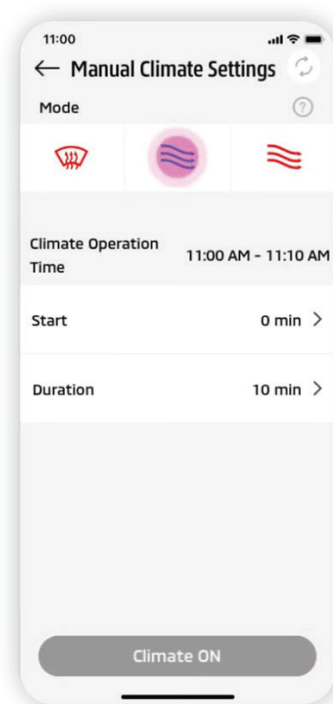 11:00
Manual Climate Settings
Mode
?
Climate Operation
Time
11:00 AM - 11:10 AM
Start
0 min
Duration
10 min
Climate ON